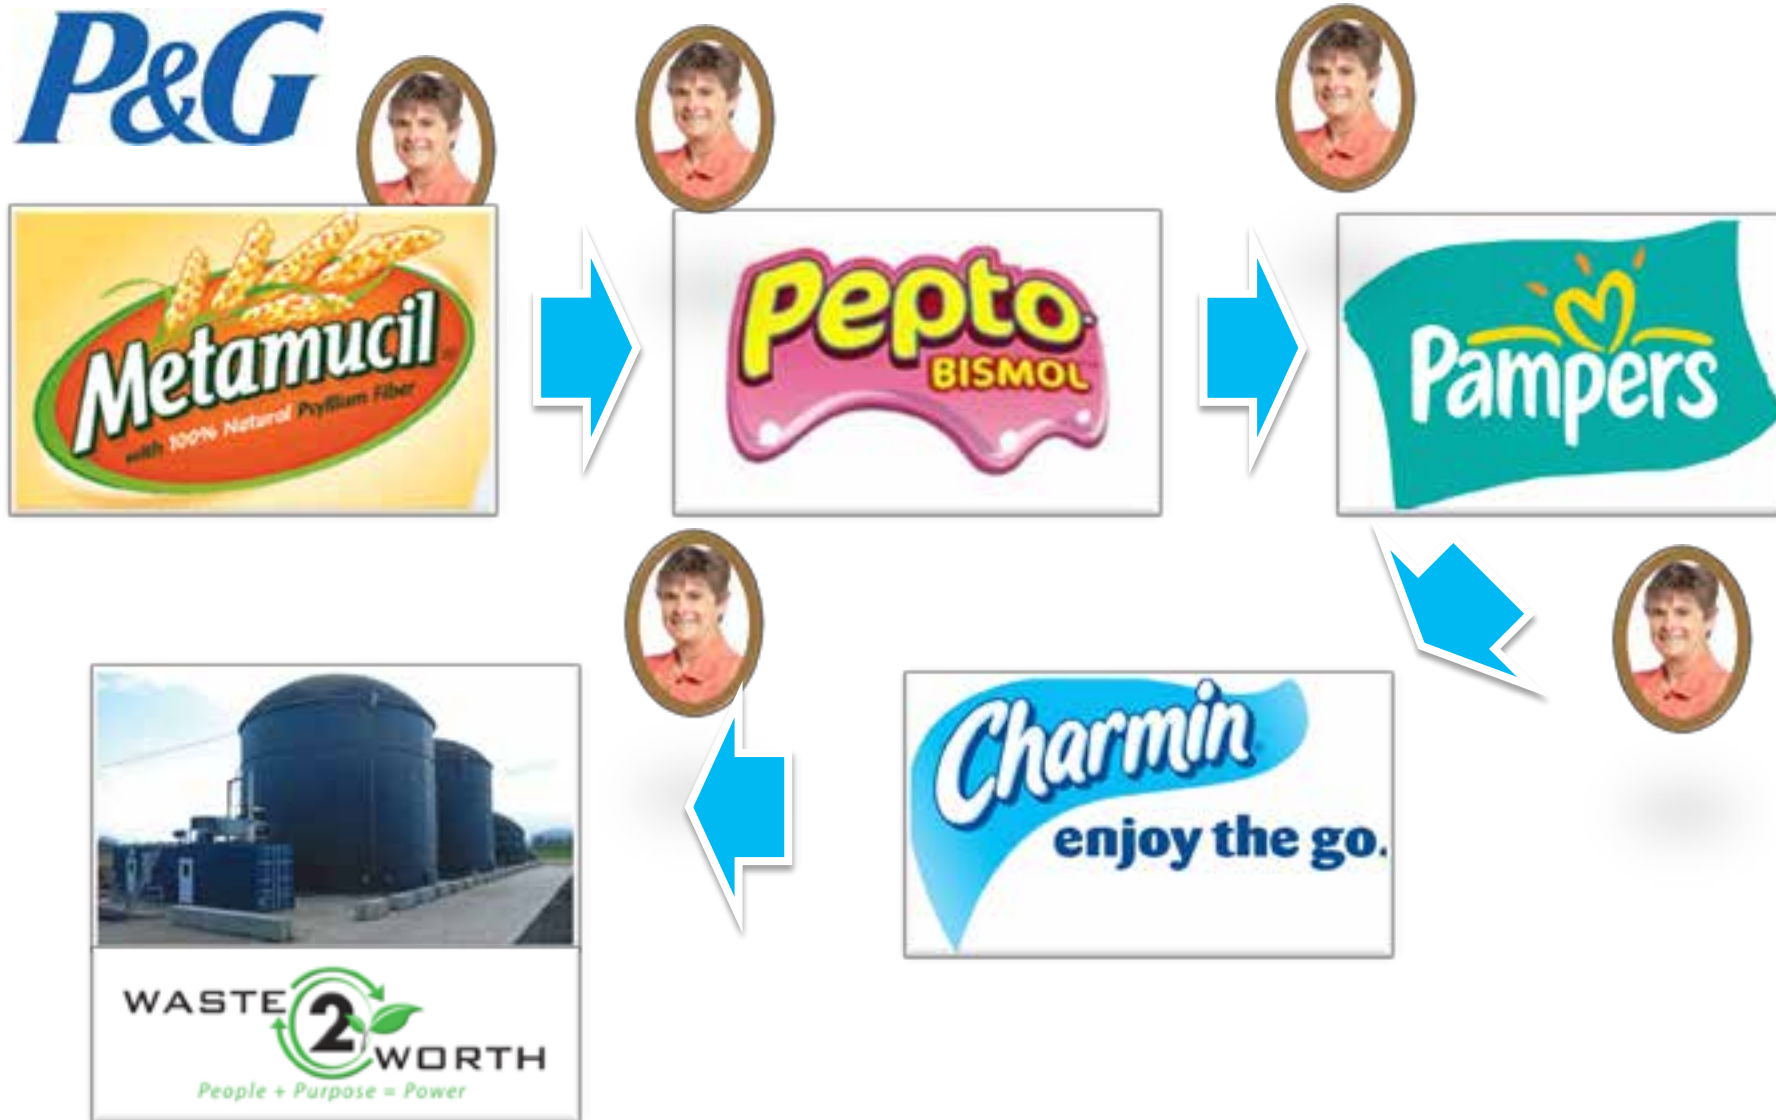 P&G
Metamucil
with 100% Natural Psyllium Fiber
Pepto
BISMOL
Pampers
Charmin
enjoy the go.
WASTE 2 WORTH
People + Purpose = Power